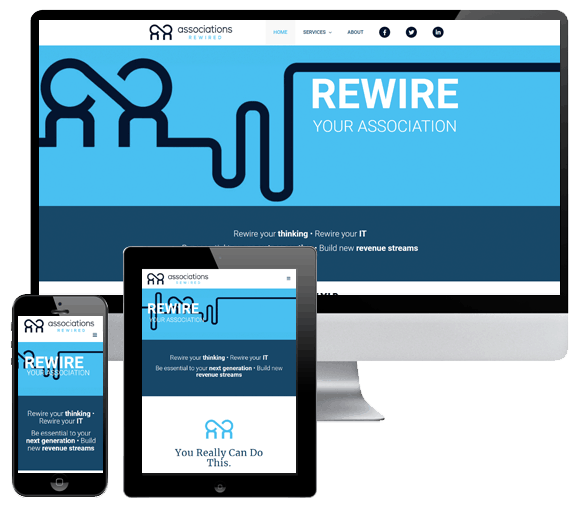 associations
REWIRED
HOME SERVICES ABOUT
REWIRE
YOUR ASSOCIATION
Rewire your thinking • Rewire your IT
• Build new revenue streams
associations
REWIRED
REWIRE
YOUR ASSOCIATION
Rewire your thinking • Rewire your IT
Be essential to your next generation • Build new
revenue streams
You Really Can Do
This.
associations
REWIRED
REWIRE
YOUR ASSOCIATION
Rewire your thinking •
Rewire your IT
Be essential to your
next generation • Build
new revenue streams